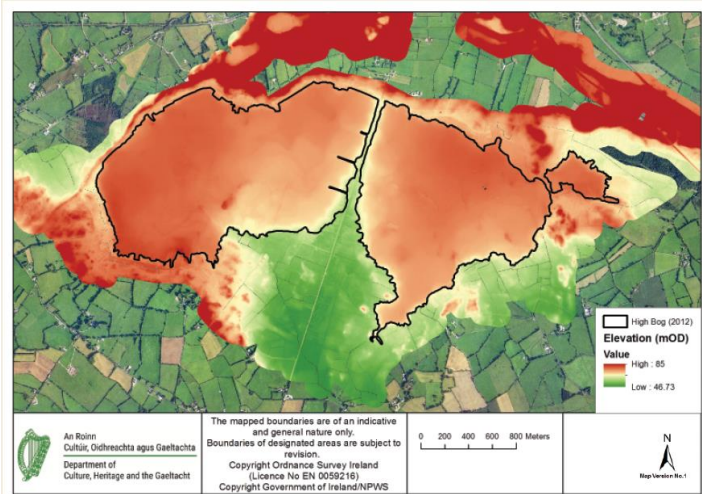 High Bog (2012)
Elevation (mOD)
Value
High : 85
Low : 46.73
An Roinn
Cultúir, Oidhreachta agus Gaeltachta
Department of
Culture, Heritage and the Gaeltacht
The mapped boundaries are of an indicative
and general nature only.
Boundaries of designated areas are subject to
revision.
Copyright Ordnance Survey Ireland
(Licence No EN 0059216)
Copyright Government of Ireland/NPWS
0 200 400 600 800 Meters
N
Map Version No.1